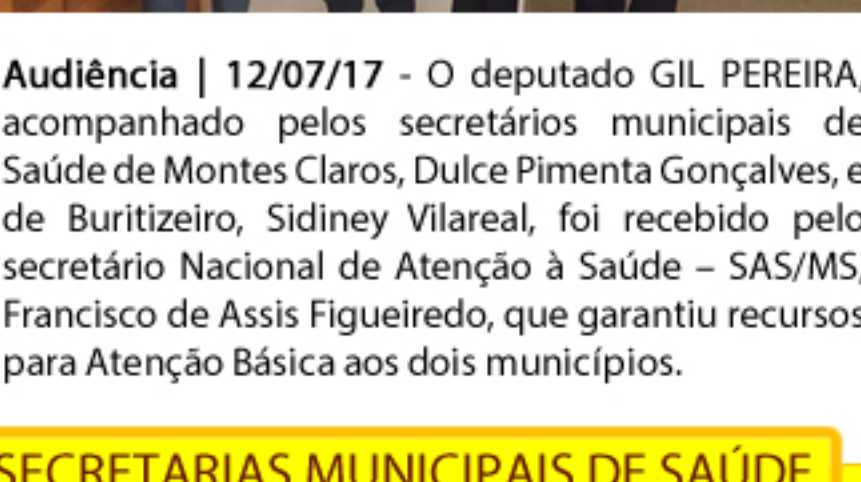 Audiência | 12/07/17 - O deputado GIL PEREIRA,
acompanhado pelos secretários municipais de
Saúde de Montes Claros, Dulce Pimenta Gonçalves, e
de Buritizeiro, Sidiney Vilareal, foi recebido pelo
secretário Nacional de Atenção à Saúde – SAS/MS,
Francisco de Assis Figueiredo, que garantiu recursos
para Atenção Básica aos dois municípios.
SECRETARIAS MUNICIPAIS DE SAÚDE